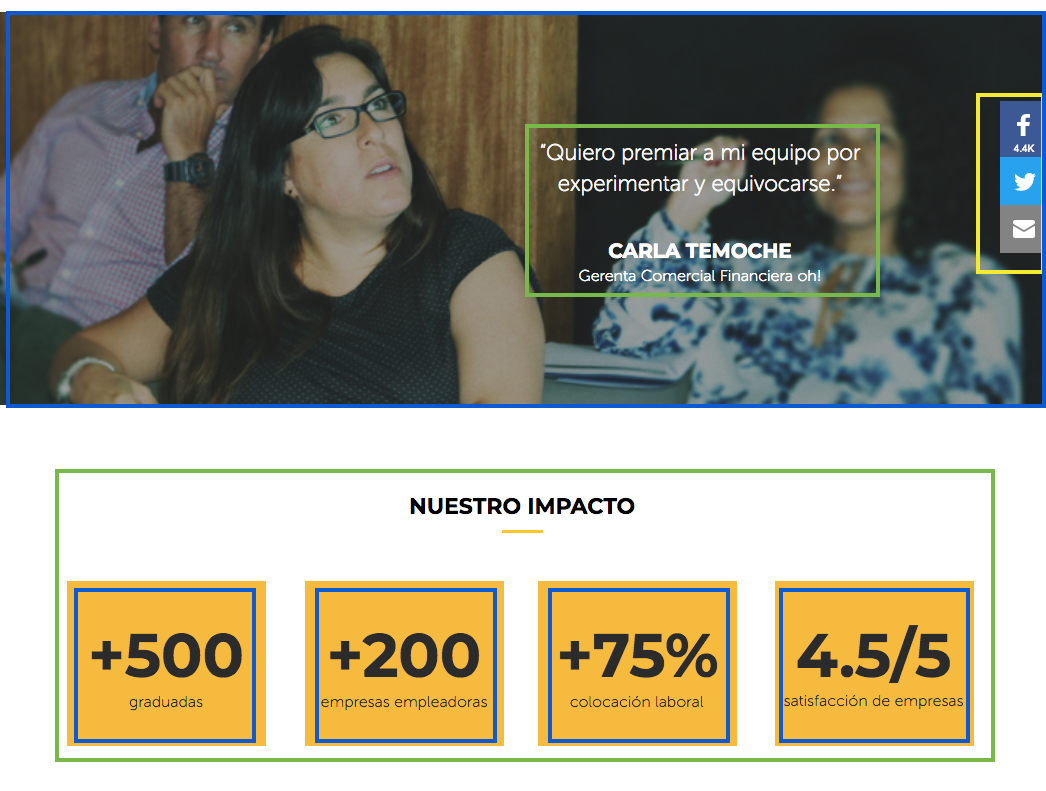 “Quiero premiar a mi equipo por
experimentar y equivocarse.”
CARLA TEMOCHE
Gerenta Comercial Financiera oh!
4.4K
NUESTRO IMPACTO
+500
graduadas
+200
empresas empleadoras
+75%
colocación laboral
4.5/5
satisfacción de empresas